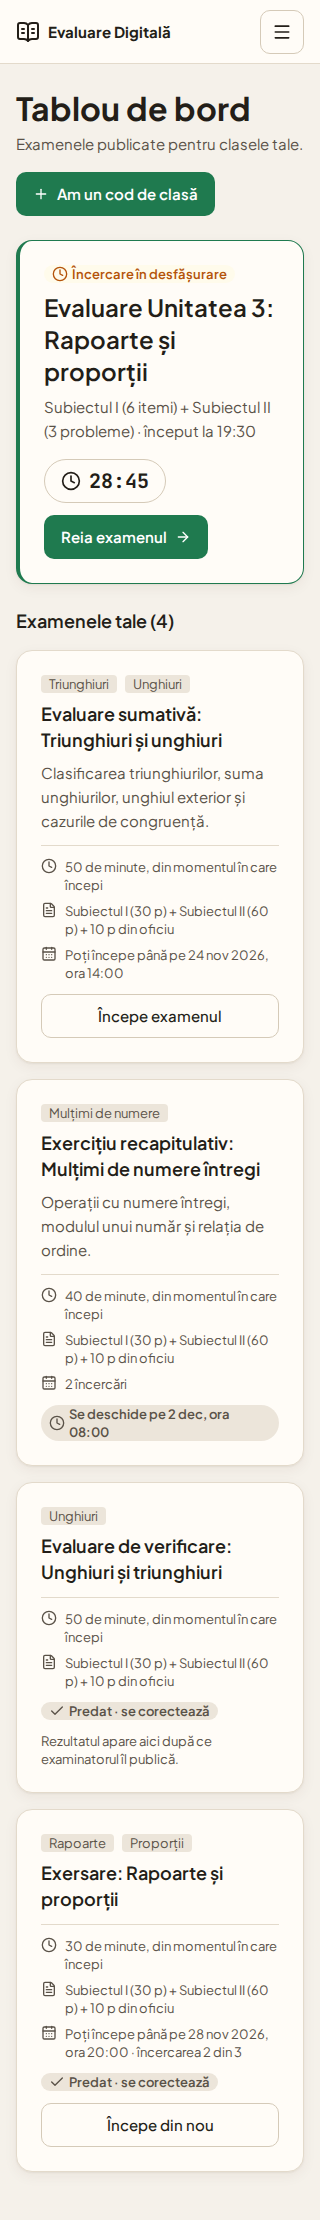 Evaluare Digitală
Tablou de bord
Examenele publicate pentru clasele tale.
Am un cod de clasă
Încercare în desfășurare
Evaluare Unitatea 3:
Rapoarte și
proporții
Subiectul I (6 itemi) + Subiectul II
(3 probleme) · început la 19:30
28:45
Reia examenul
Examenele tale (4)
Triunghiuri Unghiuri
Evaluare sumativă:
Triunghiuri și unghiuri
Clasificarea triunghiurilor, suma
unghiurilor, unghiul exterior și
cazurile de congruență.
50 de minute, din momentul în care
începi
Subiectul I (30 p) + Subiectul II (60
p) + 10 p din oficiu
Poți începe până pe 24 nov 2026,
ora 14:00
Începe examenul
Mulțimi de numere
Exercițiu recapitulativ:
Mulțimi de numere întregi
Operații cu numere întregi,
modulul unui număr și relația de
ordine.
40 de minute, din momentul în care
începi
Subiectul I (30 p) + Subiectul II (60
p) + 10 p din oficiu
2 încercări
Se deschide pe 2 dec, ora
08:00
Unghiuri
Evaluare de verificare:
Unghiuri și triunghiuri
50 de minute, din momentul în care
începi
Subiectul I (30 p) + Subiectul II (60
p) + 10 p din oficiu
Predat · se corectează
Rezultatul apare aici după ce
examinatorul îl publică.
Rapoarte Proporții
Exersare: Rapoarte și
proporții
30 de minute, din momentul în care
începi
Subiectul I (30 p) + Subiectul II (60
p) + 10 p din oficiu
Poți începe până pe 28 nov 2026,
ora 20:00 · încercarea 2 din 3
Predat · se corectează
Începe din nou